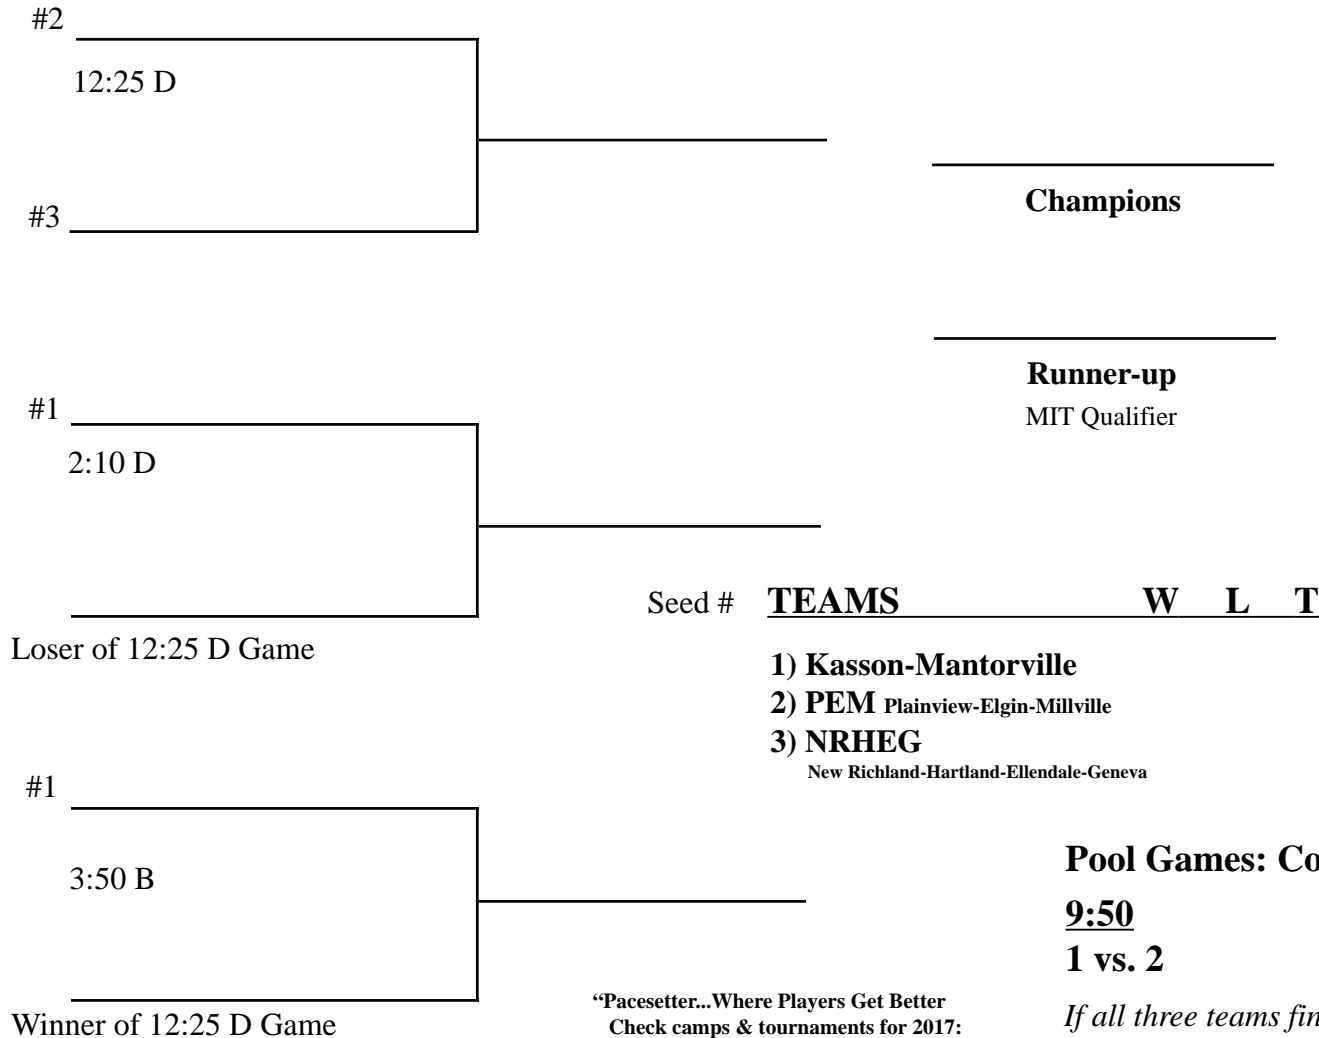 #2
12:25 D
#3
Champions
Runner-up
MIT Qualifier
#1
2:10 D
Loser of 12:25 D Game
Seed # TEAMS W L T
1) Kasson-Mantorville
2) PEM Plainview-Elgin-Millville
3) NRHEG
New Richland-Hartland-Ellendale-Geneva
#1
3:50 B
Winner of 12:25 D Game
Pool Games: Co
9:50
1 vs. 2
If all three teams fin
“Pacesetter...Where Players Get Better
Check camps & tournaments for 2017: